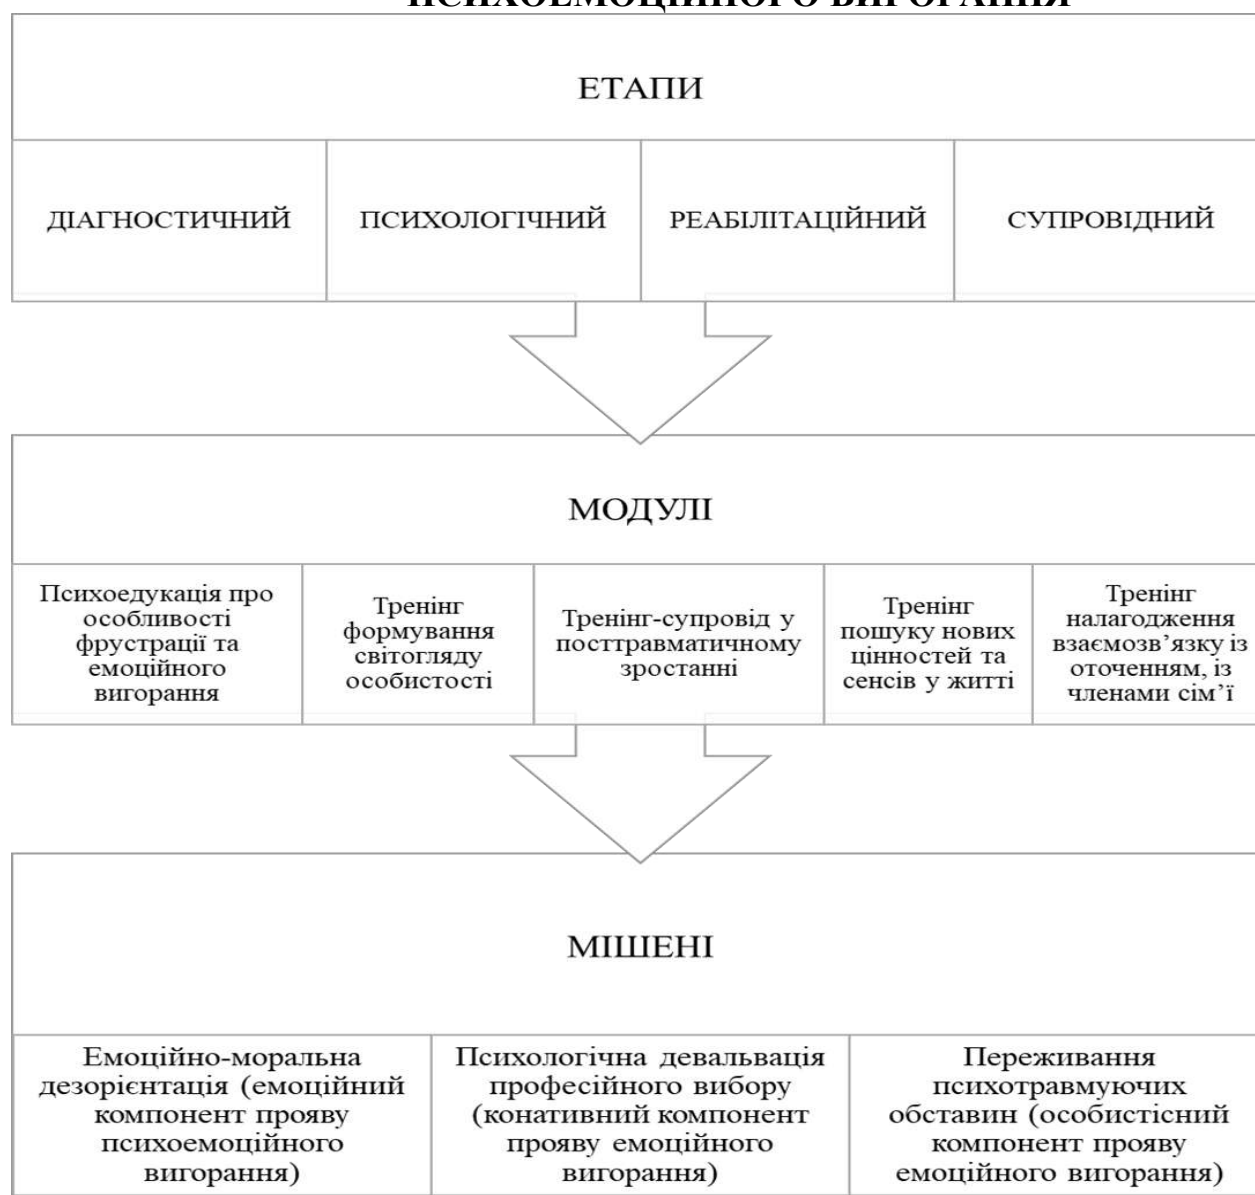 ПСИХОЕМОЦІЙНОГО ВИГОРАННЯ
ЕТАПИ
ДІАГНОСТИЧНИЙ
ПСИХОЛОГІЧНИЙ
РЕАБІЛІТАЦІЙНИЙ
СУПРОВІДНИЙ
МОДУЛІ
Психоедукація про
особливості
фрустрації та
емоційного
вигорання
Тренінг
формування
світогляду
особистості
Тренінг-супровід у
посттравматичному
зростанні
Тренінг
пошуку нових
цінностей та
сенсів у житті
Тренінг
налагодження
взаємозв’язку із
оточенням, із
членами сім’ї
МІШЕНІ
Емоційно-моральна
дезорієнтація (емоційний
компонент прояву
психоемоційного
вигорання)
Психологічна девальвація
професійного вибору
(конативний компонент
прояву емоційного
вигорання)
Переживання
психотравмуючих
обставин (особистісний
компонент прояву
емоційного вигорання)